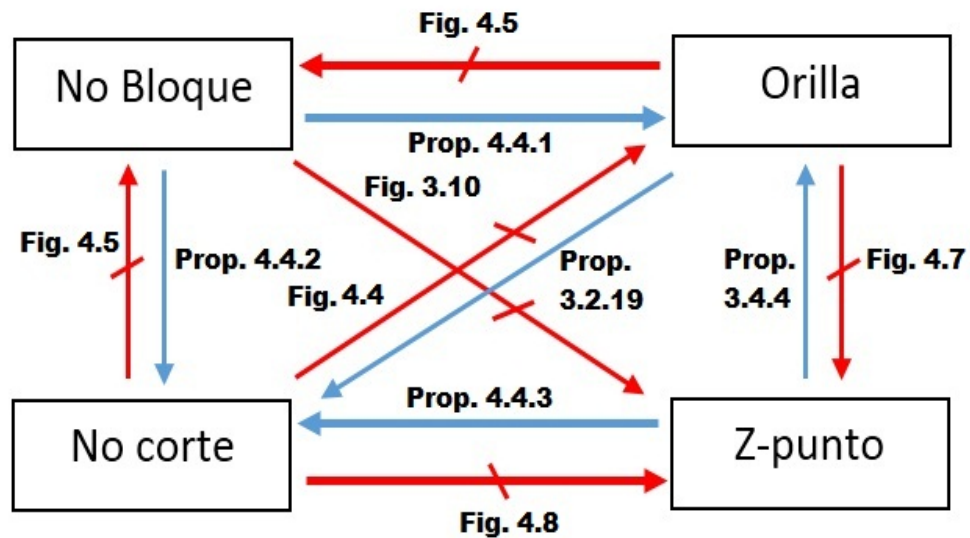 Fig. 4.5
No Bloque
Orilla
Prop. 4.4.1
Fig. 3.10
Fig. 4.5
Prop. 4.4.2
Fig. 4.4
Prop.
3.2.19
Prop.
3.4.4
Fig. 4.7
Prop. 4.4.3
No corte
Z-punto
Fig. 4.8